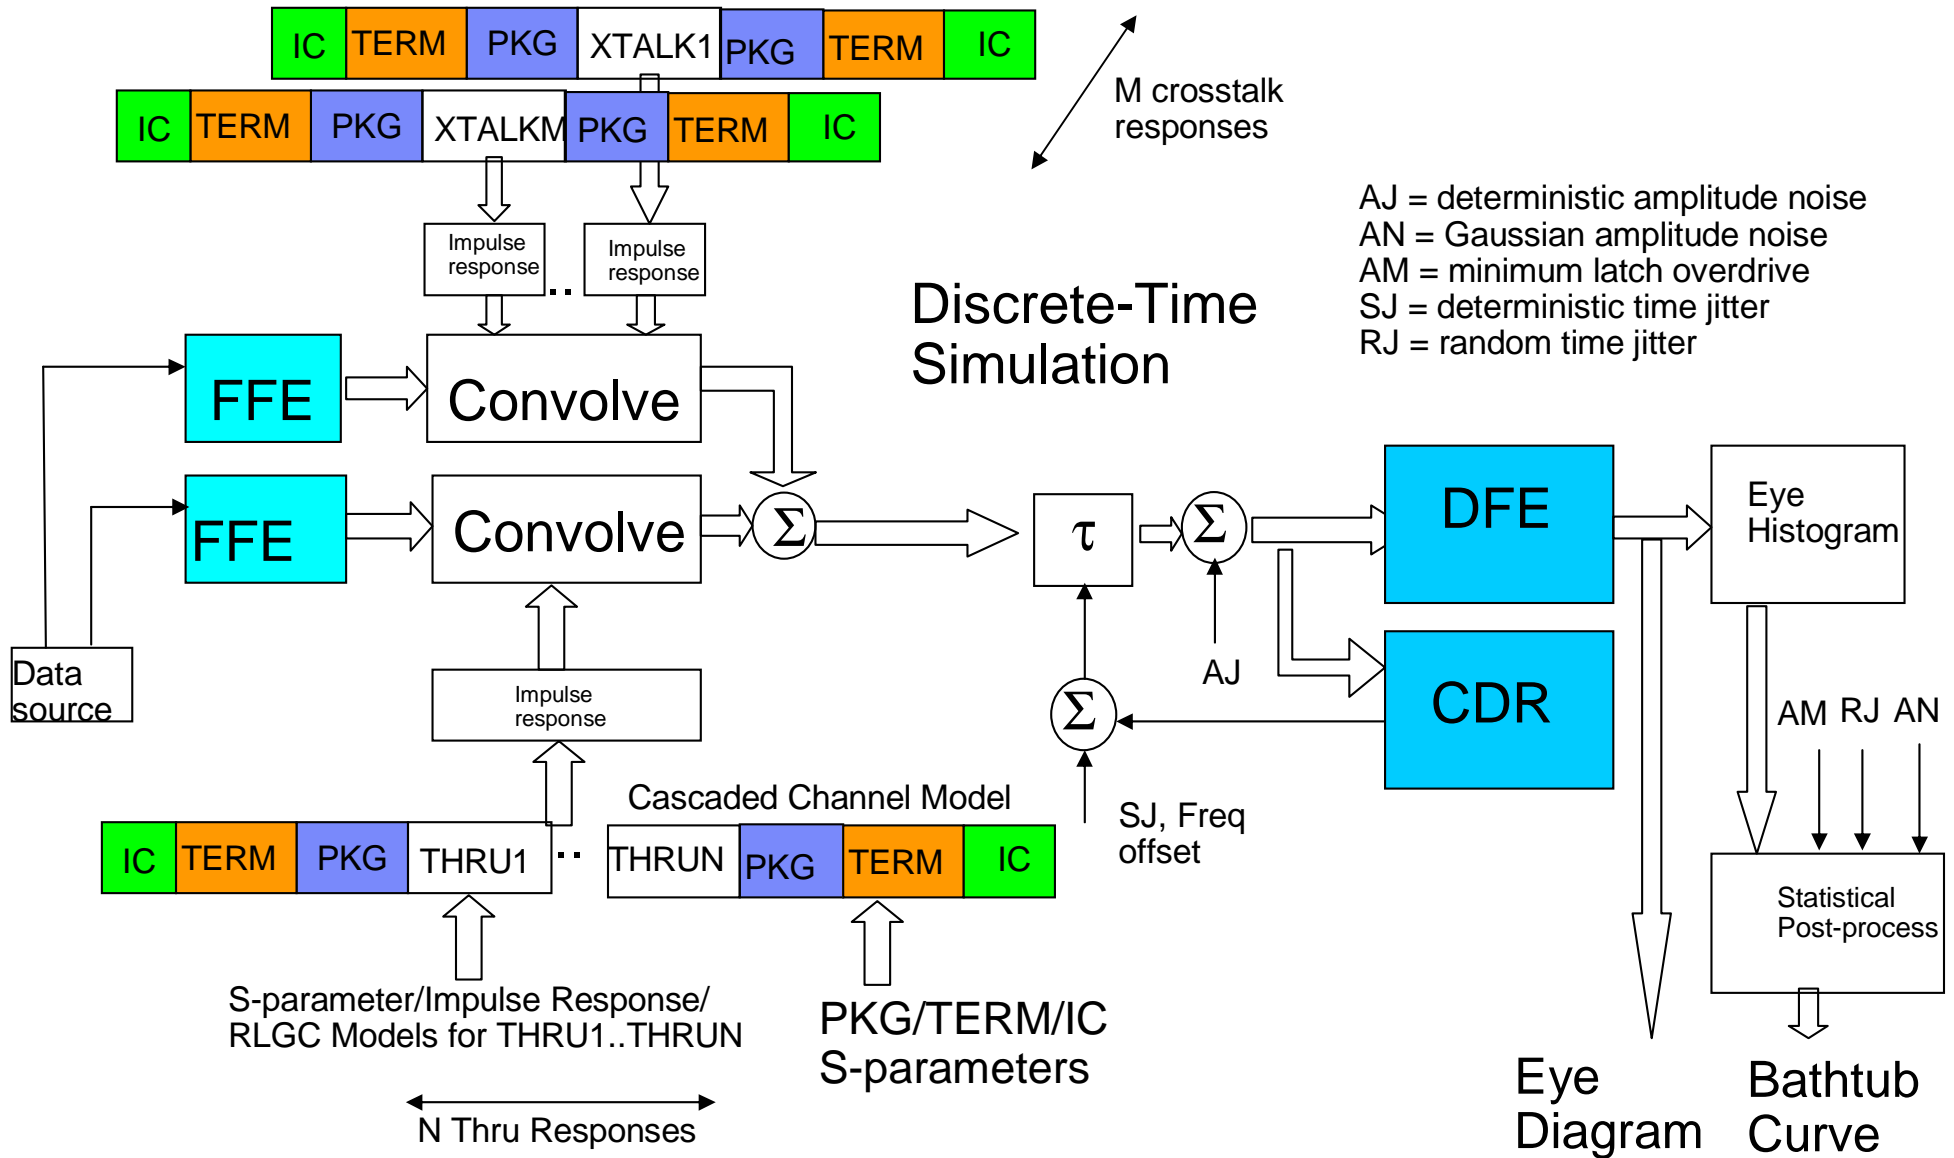 IC TERM PKG XTALK1 PKG TERM IC
IC TERM PKG XTALKM PKG TERM IC
M crosstalk
responses
AJ = deterministic amplitude noise
AN = Gaussian amplitude noise
AM = minimum latch overdrive
SJ = deterministic time jitter
RJ = random time jitter
Impulse
response
..
Impulse
response
Discrete-Time
Simulation
FFE
Convolve
FFE
Convolve
Σ
τ
Σ
DFE
Eye
Histogram
Data
source
Impulse
response
AJ
Σ
CDR
AM RJ AN
Cascaded Channel Model
SJ, Freq
offset
IC TERM PKG THRU1 .. THRUN PKG TERM IC
Statistical
Post-process
S-parameter/Impulse Response/
RLGC Models for THRU1..THRUN
PKG/TERM/IC
S-parameters
N Thru Responses
Eye
Diagram
Bathtub
Curve